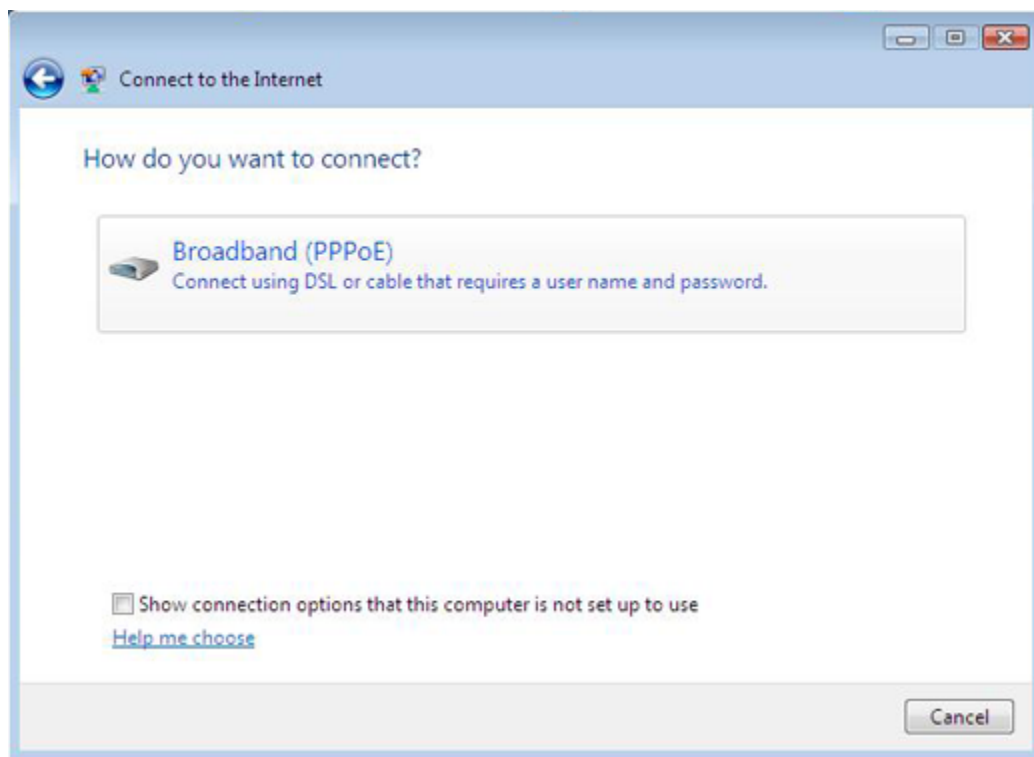 Connect to the Internet
How do you want to connect?
Broadband (PPPoE)
Connect using DSL or cable that requires a user name and password.
Show connection options that this computer is not set up to use
Help me choose
Cancel